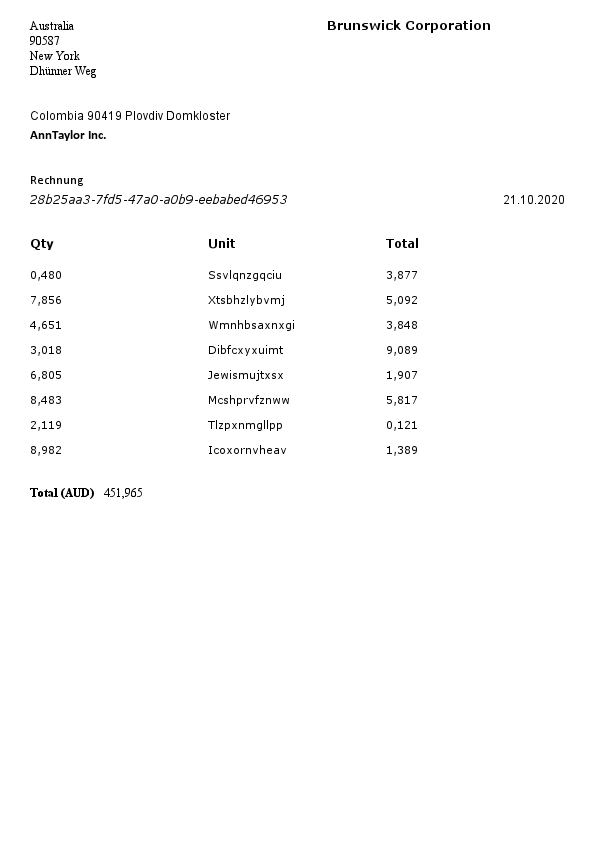 Australia
90587
New York
Dhünner Weg
Brunswick Corporation
Colombia 90419 Plovdiv Domkloster
AnnTaylor Inc.
Rechnung
28b25aa3-7fd5-47a0-a0b9-eebabed46953 21.10.2020
Qty Unit Total
0,480 Ssvlqnzgqciu 3,877
7,856 Xtsbhzlybvmj 5,092
4,651 Wmnhbsaxnxgi 3,848
3,018 Dibfcxyxuimt 9,089
6,805 Jewismujtxsx 1,907
8,483 Mcshprvfznww 5,817
2,119 Tlzpxnmgllpp 0,121
8,982 Icoxornvheav 1,389
Total (AUD) 451,965